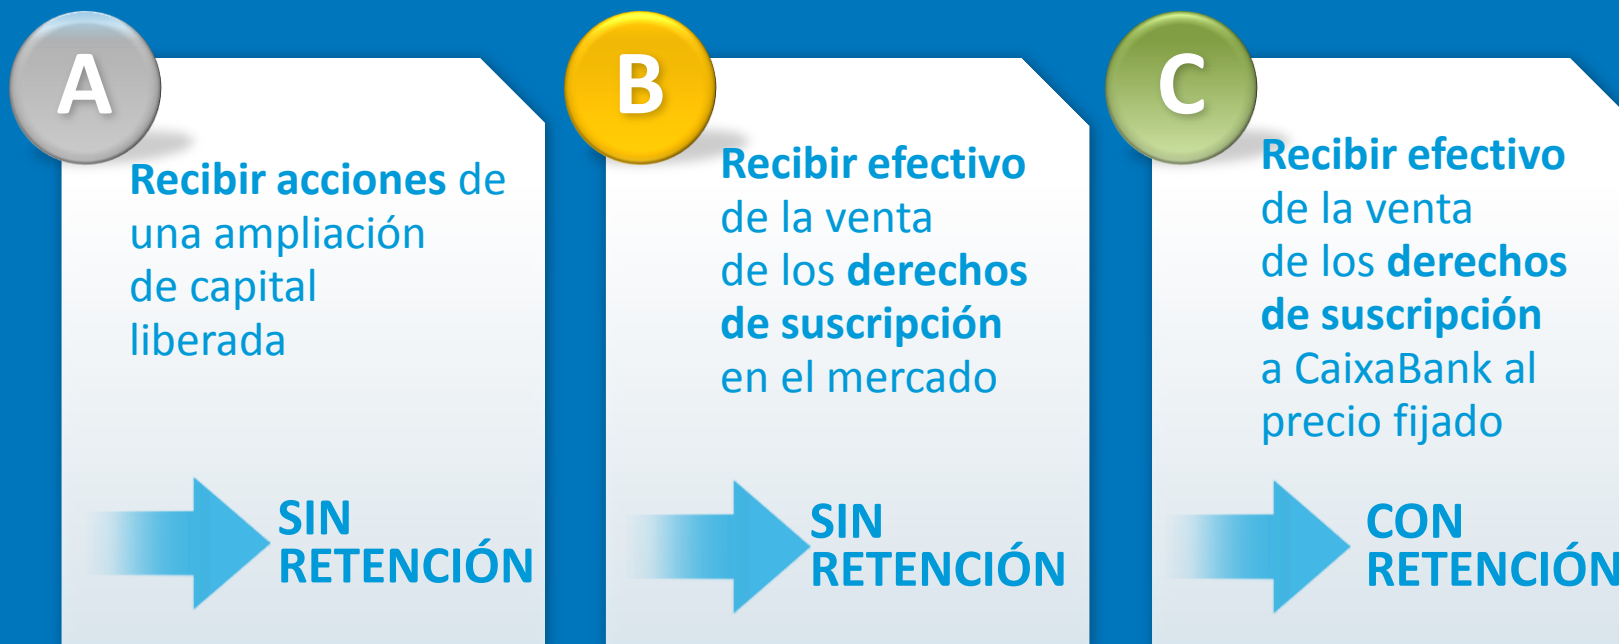 A
Recibir acciones de
una ampliación
de capital
liberada
SIN
RETENCIÓN
B
Recibir efectivo
de la venta
de los derechos
de suscripción
en el mercado
SIN
RETENCIÓN
C
Recibir efectivo
de la venta
de los derechos
de suscripción
a CaixaBank al
precio fijado
CON
RETENCIÓN